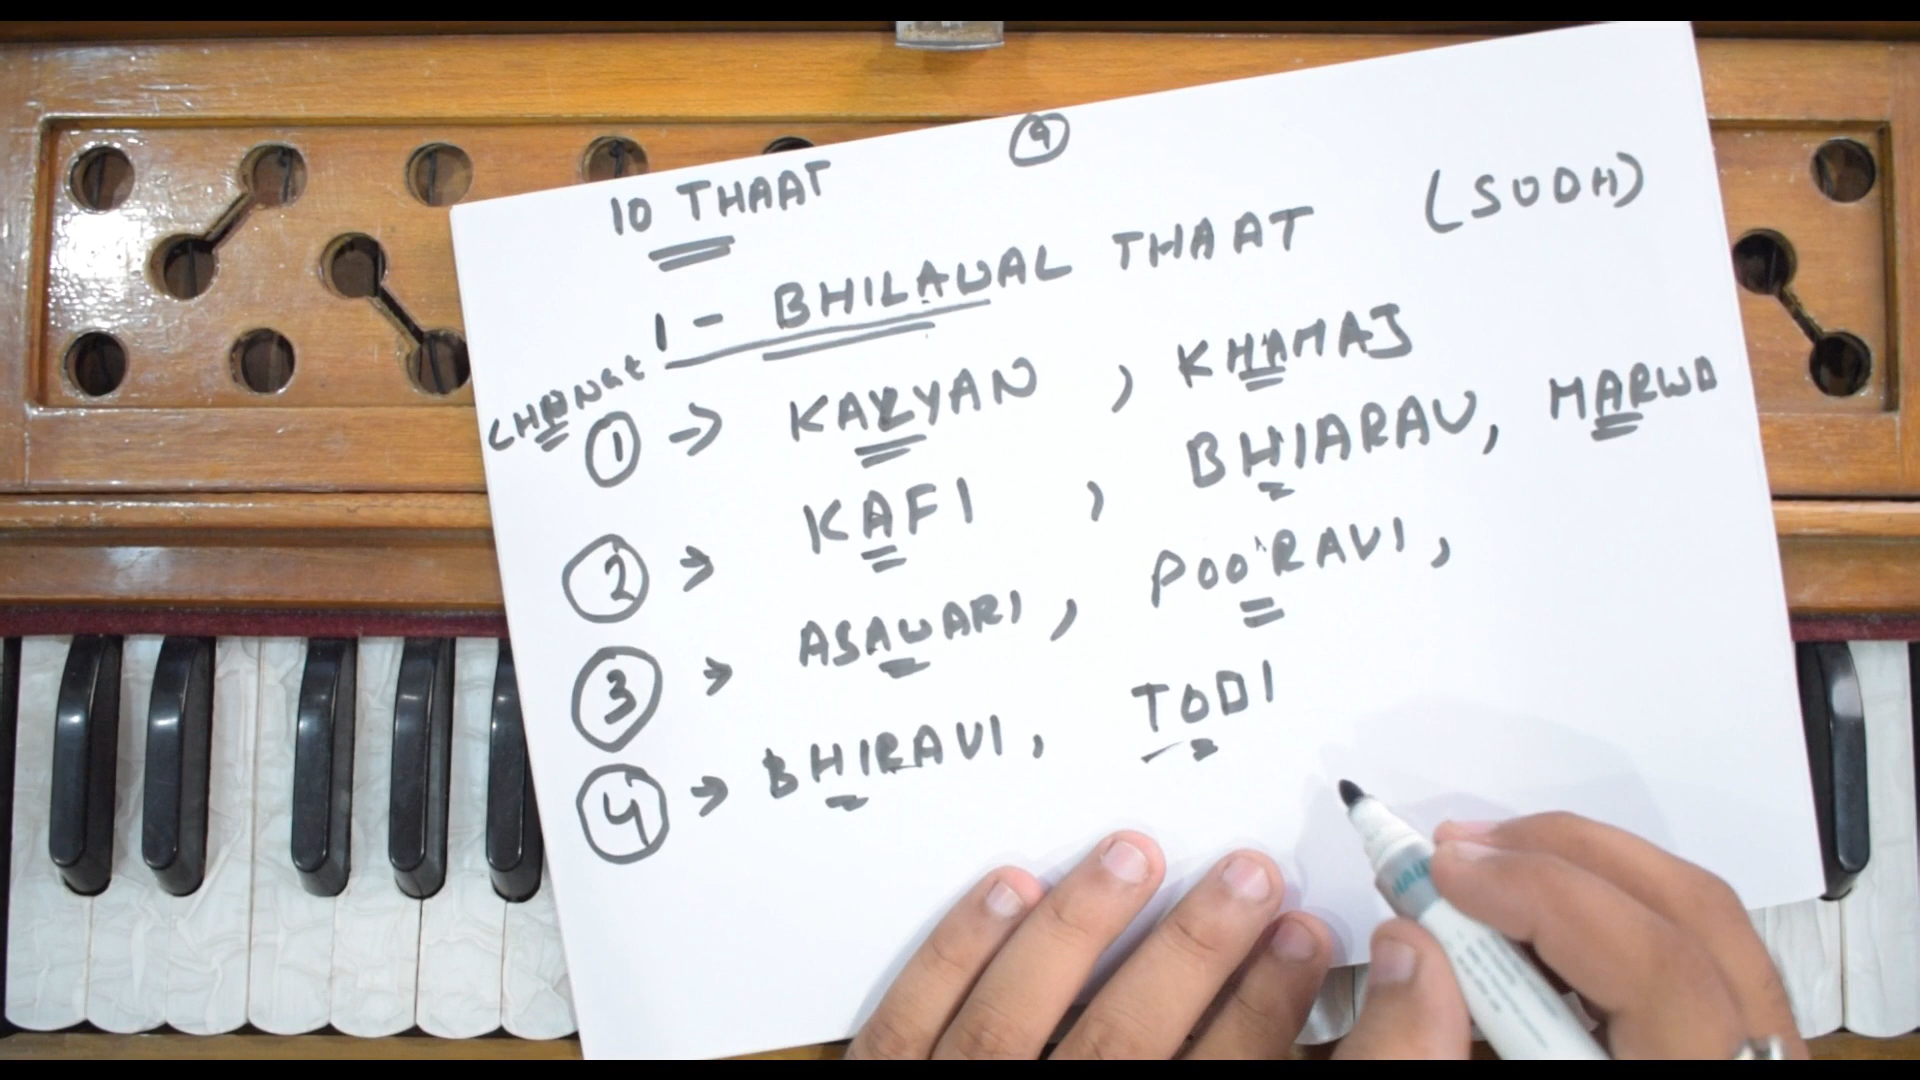 9
10 THAAT
1 - BHILAWAL THAAT (SUDH)
CHANGE
1 → KALYAN , KHAMAJ
2 → KAFI , BHIARAV, MARWA
3 → ASAWARI , POORAVI ,
4 → BHIRAVI , TODI